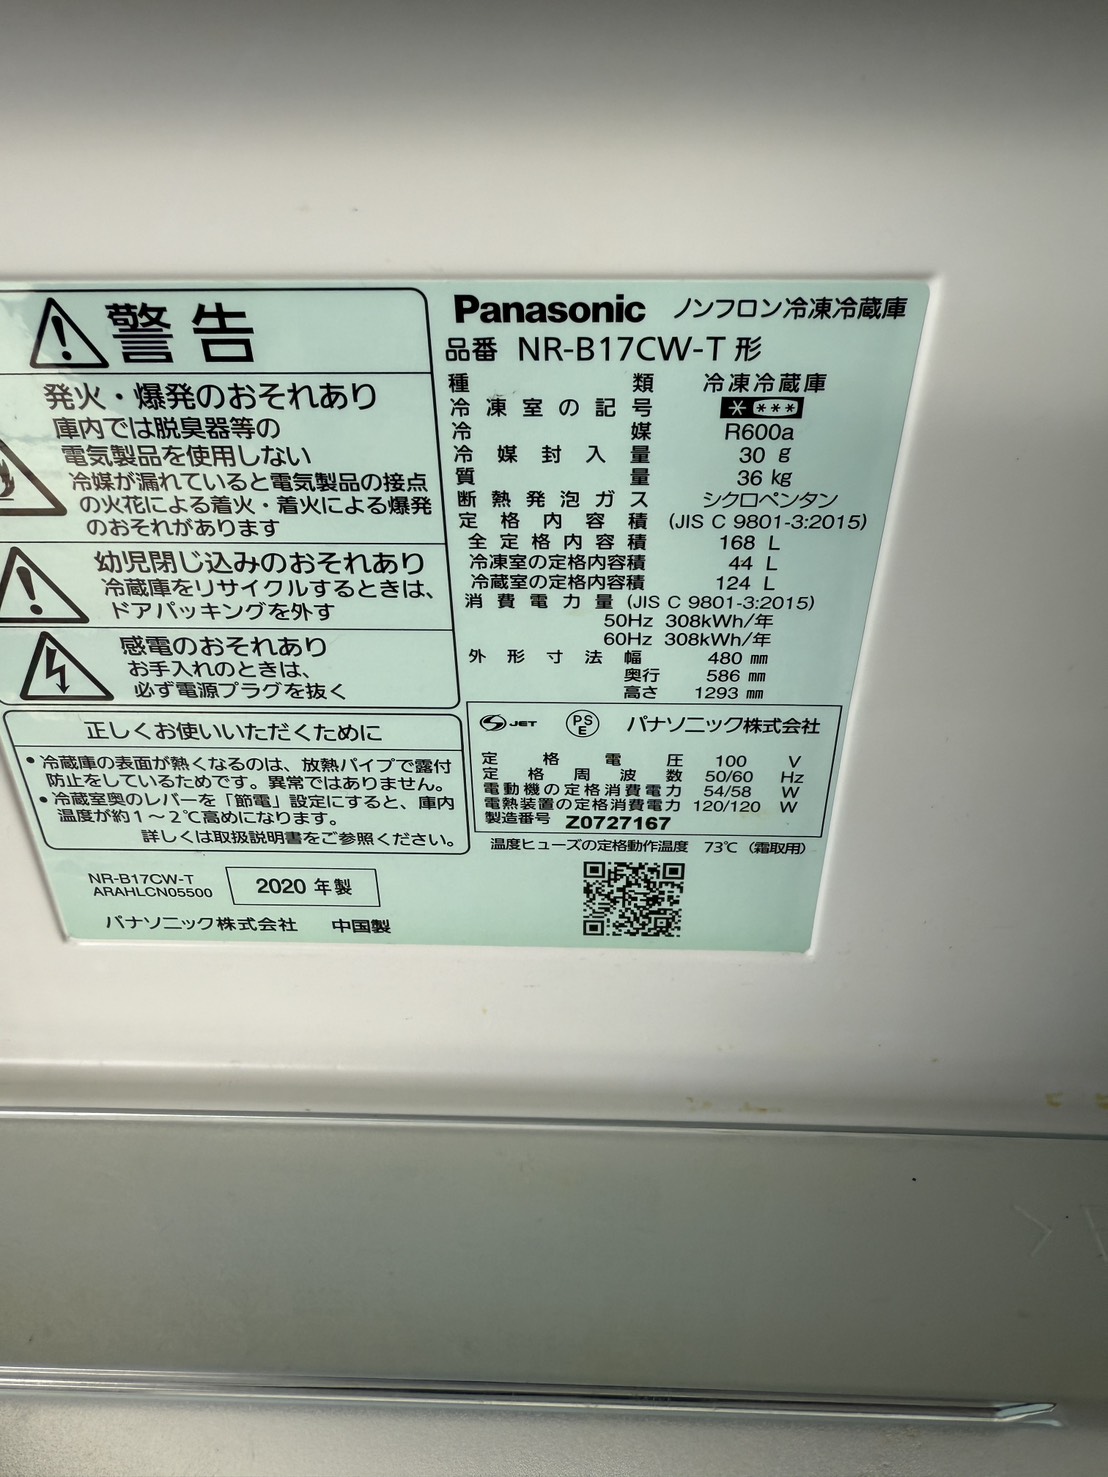 警告
発火・爆発のおそれあり
庫内では脱臭器等の
電気製品を使用しない
冷媒が漏れていると電気製品の接点
の火花による着火・着火による爆発
のおそれがあります
幼児閉じ込みのおそれあり
冷蔵庫をリサイクルするときは、
ドアパッキングを外す
感電のおそれあり
お手入れのときは、
必ず電源プラグを抜く
正しくお使いいただくために
・冷蔵庫の表面が熱くなるのは、放熱パイプで露付
防止をしているためです。異常ではありません。
・冷蔵室奥のレバーを「節電」設定にすると、庫内
温度が約1～2℃高めになります。
詳しくは取扱説明書をご参照ください。
NR-B17CW-T
ARAHLCN05500
2020年製
パナソニック株式会社 中国製
Panasonic ノンフロン冷凍冷蔵庫
品番 NR-B17CW-T形
種類 冷凍冷蔵庫
冷凍室の記号 * ***
冷媒 R600a
冷媒封入量 30 g
質量 36 kg
断熱発泡ガス シクロペンタン
定格内容積 (JIS C 9801-3:2015)
全定格内容積 168 L
冷凍室の定格内容積 44 L
冷蔵室の定格内容積 124 L
消費電力量 (JIS C 9801-3:2015)
50Hz 308kWh/年
60Hz 308kWh/年
外形寸法 幅 480 mm
奥行 586 mm
高さ 1293 mm
JET PSE パナソニック株式会社
定格電圧 100 V
定格周波数 50/60 Hz
電動機の定格消費電力 54/58 W
電熱装置の定格消費電力 120/120 W
製造番号 Z0727167
温度ヒューズの定格動作温度 73℃(霜取用)